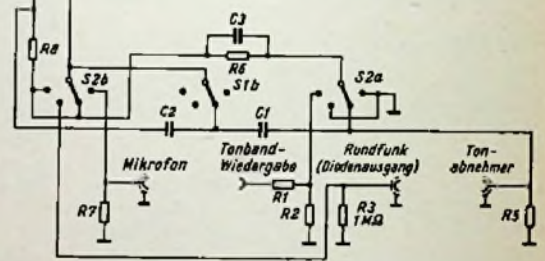 C3
R8
R6
S2b
S1b
S2a
C2
C1
Mikrofon
Tonband-
Wiedergabe
Rundfunk
(Diodenausgang)
Ton-
abnehmer
R1
R7
R2
R3
1MΩ
R5